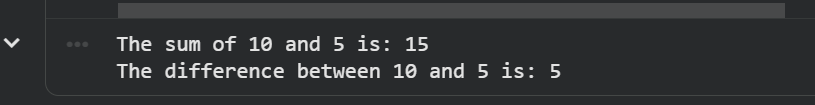 The sum of 10 and 5 is: 15
The difference between 10 and 5 is: 5